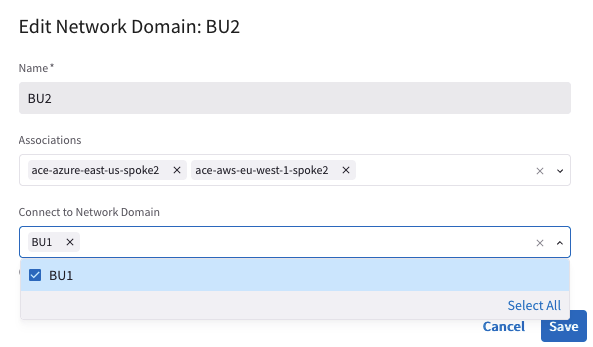 Edit Network Domain: BU2
Name*
BU2
Associations
ace-azure-east-us-spoke2 ace-aws-eu-west-1-spoke2
Connect to Network Domain
BU1
BU1
Select All
Cancel Save